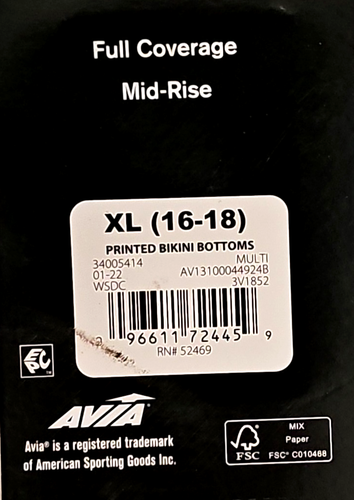 Full Coverage
Mid-Rise
XL (16-18)
PRINTED BIKINI BOTTOMS
34005414 MULTI
01-22 AV13100044924B
WSDC 3V1852
96611 72445 9
RN# 52469
EPC™
AVIA®
MIX
Paper
FSC FSC® C010468
Avia® is a registered trademark
of American Sporting Goods Inc.